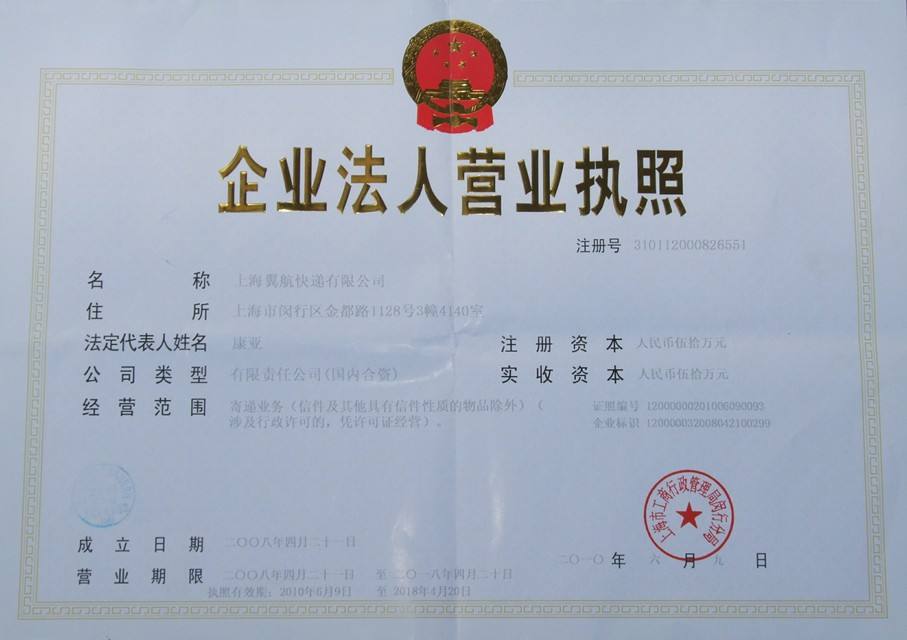 企业法人营业执照
注册号 310112000826551
名称 上海翼航快递有限公司
住所 上海市闵行区金都路1128号3幢4140室
法定代表人姓名 康亚
注册资本 人民币伍拾万元
公司类型 有限责任公司(国内合资)
实收资本 人民币伍拾万元
经营范围 寄递业务（信件及其他具有信件性质的物品除外）（
涉及行政许可的，凭许可证经营）。
证照编号 12000000201006090093
企业标识 120000032008042100299
上海市工商行政管理局闵行分局
成立日期 二〇〇八年四月二十一日
二〇一〇年六月九日
营业期限 二〇〇八年四月二十一日 至二〇一八年四月二十日
执照有效期：2010年6月9日 至 2018年4月20日